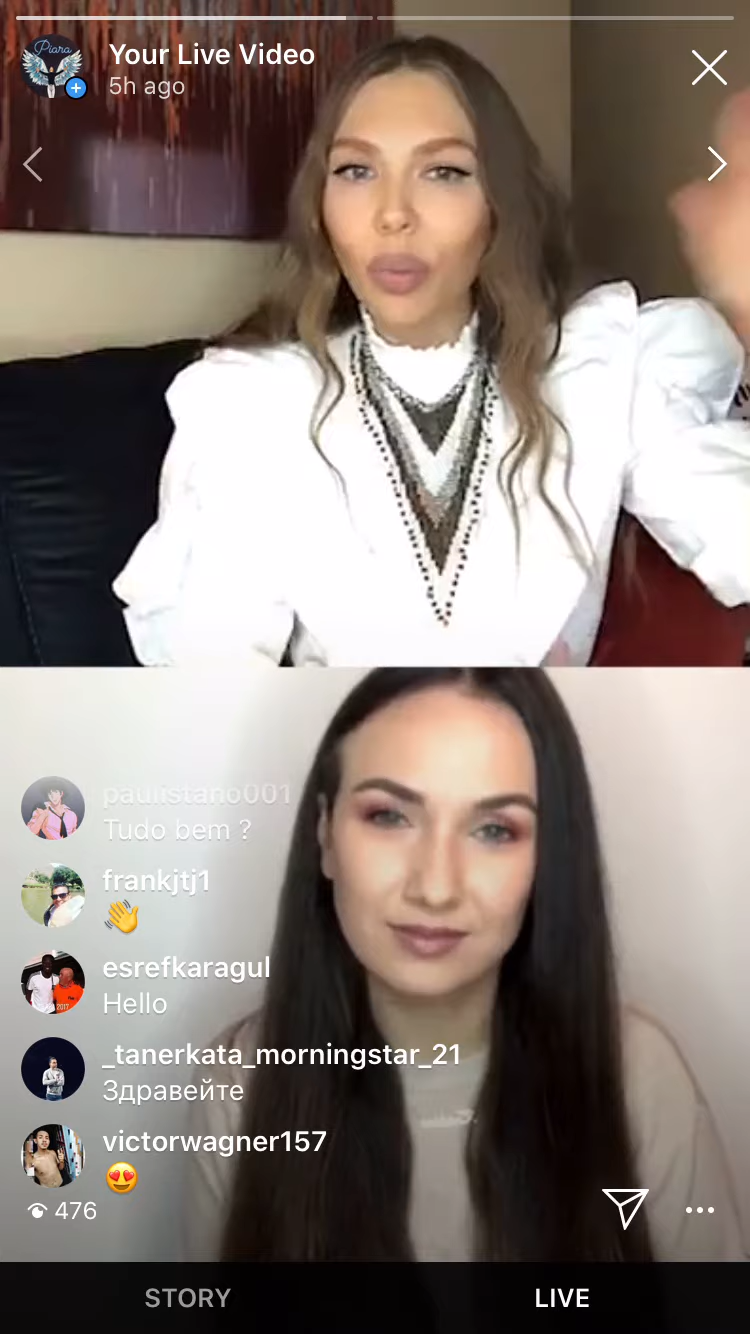 Piara
Your Live Video
5h ago
paulistano001
Tudo bem ?
frankjtj1
👋
esrefkaragul
Hello
_tanerkata_morningstar_21
Здравейте
victorwagner157
😍
476
STORY
LIVE